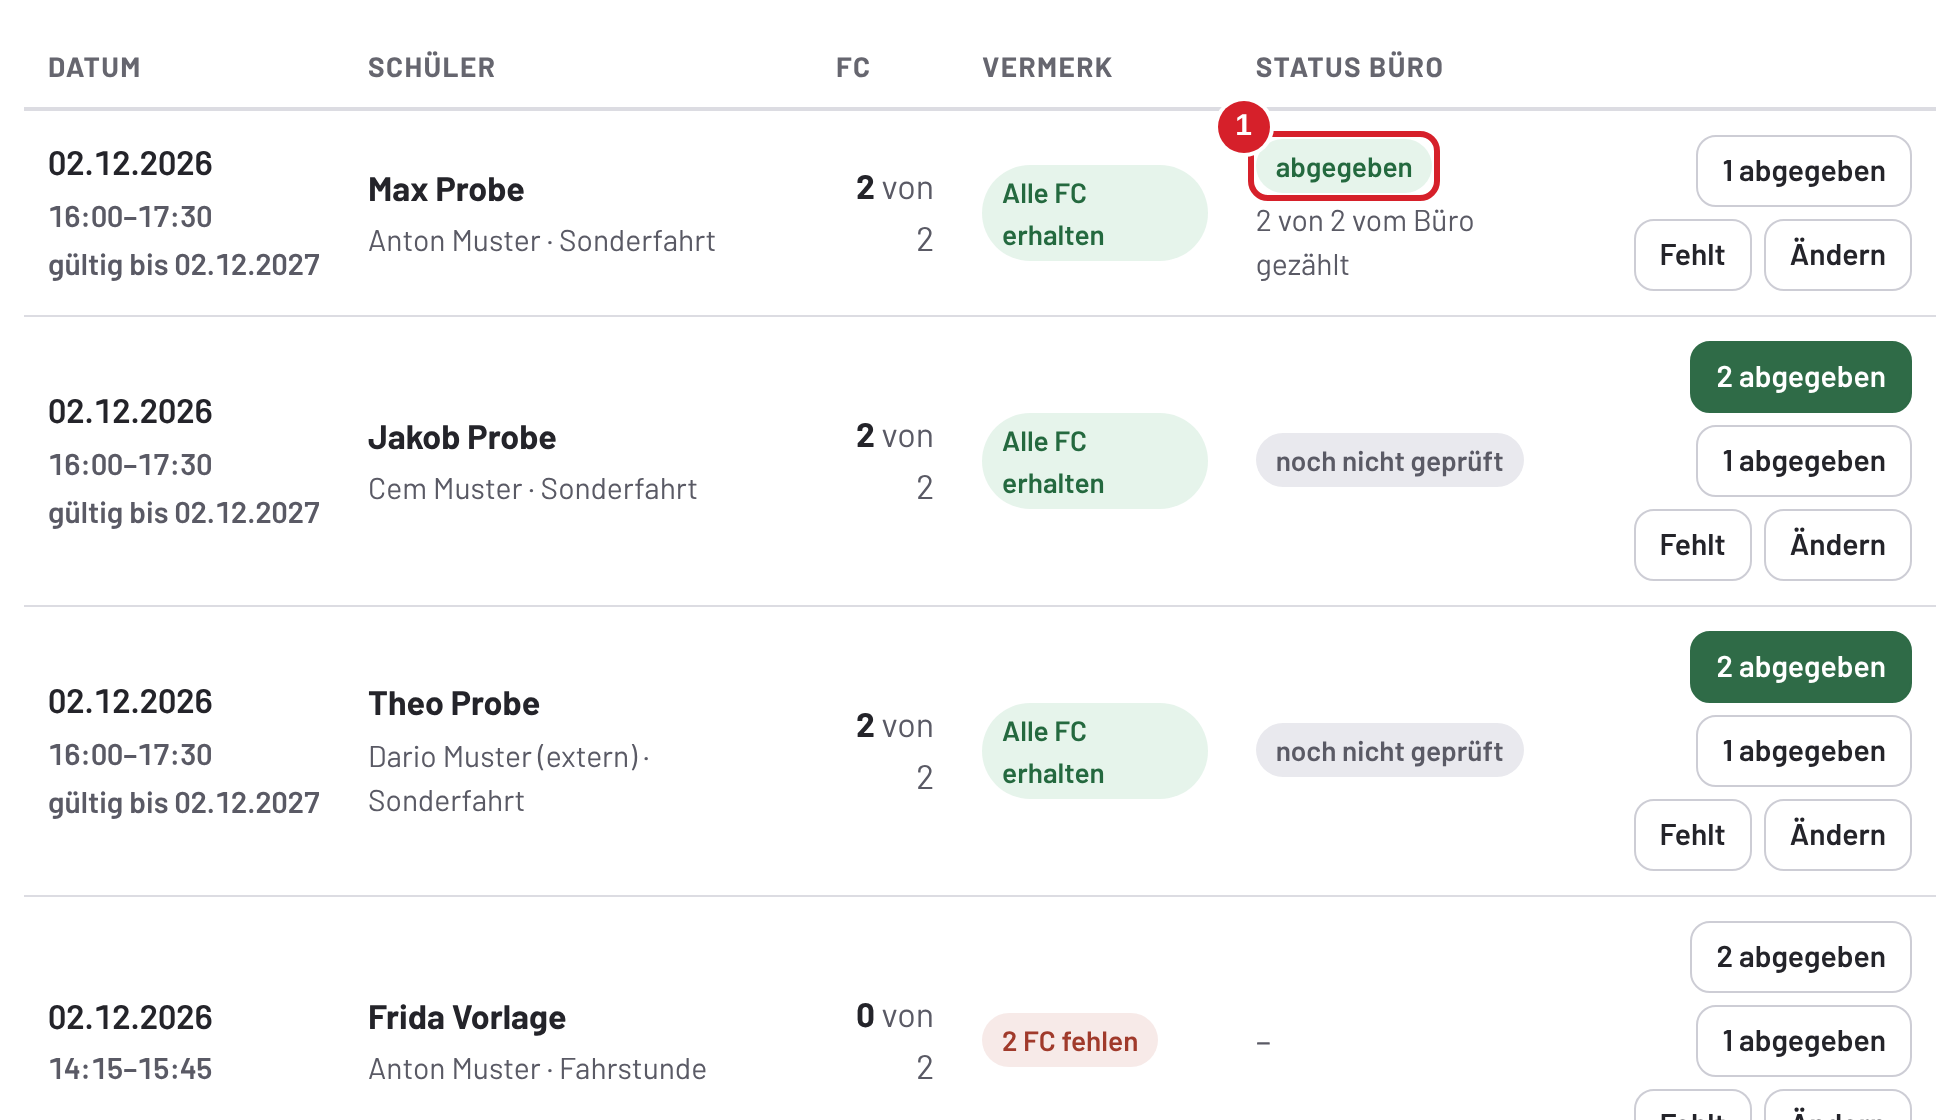 DATUM SCHÜLER FC VERMERK STATUS BÜRO
02.12.2026
16:00–17:30
gültig bis 02.12.2027
Max Probe
Anton Muster · Sonderfahrt
2 von
2
Alle FC
erhalten
1
abgegeben
2 von 2 vom Büro
gezählt
1 abgegeben
Fehlt Ändern
02.12.2026
16:00–17:30
gültig bis 02.12.2027
Jakob Probe
Cem Muster · Sonderfahrt
2 von
2
Alle FC
erhalten
noch nicht geprüft
2 abgegeben
1 abgegeben
Fehlt Ändern
02.12.2026
16:00–17:30
gültig bis 02.12.2027
Theo Probe
Dario Muster (extern) ·
Sonderfahrt
2 von
2
Alle FC
erhalten
noch nicht geprüft
2 abgegeben
1 abgegeben
Fehlt Ändern
02.12.2026
14:15–15:45
Frida Vorlage
Anton Muster · Fahrstunde
0 von
2
2 FC fehlen
–
2 abgegeben
1 abgegeben
Fehlt Ändern